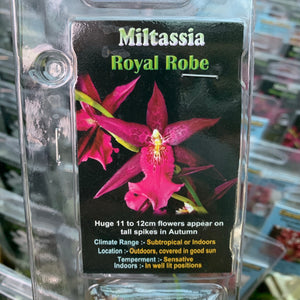 Miltassia
Royal Robe
Huge 11 to 12cm flowers appear on
tall spikes in Autumn
Climate Range :- Subtropical or Indoors
Location :- Outdoors, covered in good sun
Temperment :- Sensative
Indoors :- In well lit positions